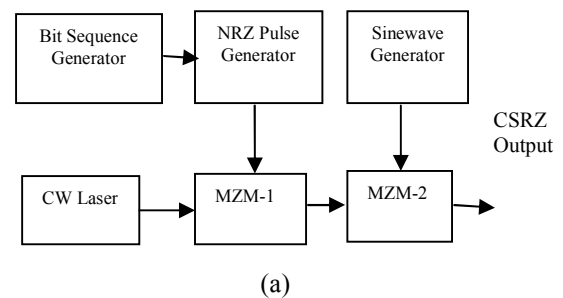 Bit Sequence
Generator
NRZ Pulse
Generator
Sinewave
Generator
CSRZ
Output
CW Laser
MZM-1
MZM-2
(a)